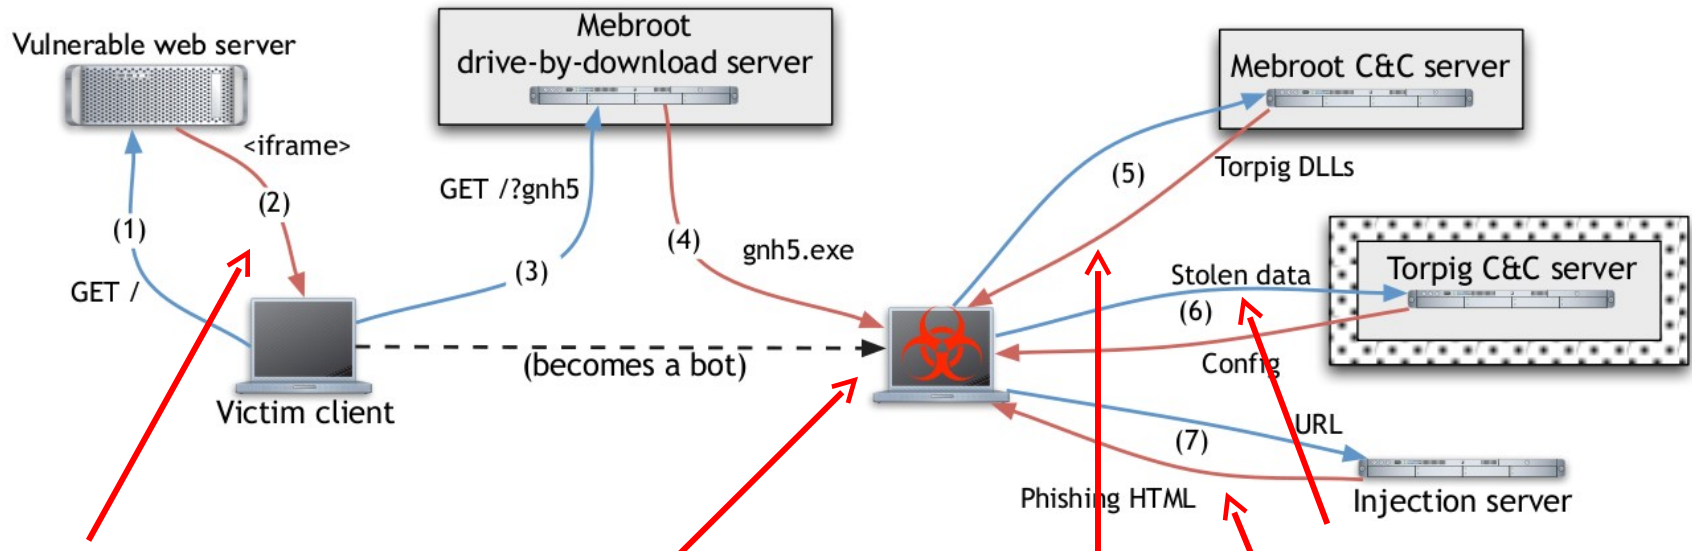 Vulnerable web server
Mebroot
drive-by-download server
Mebroot C&C server
<iframe>
GET /?gnh5
(1)
(2)
GET /
(3)
(4)
gnh5.exe
(5)
Torpig DLLs
Stolen data
Torpig C&C server
(6)
Config
(becomes a bot)
Victim client
URL
(7)
Phishing HTML
Injection server